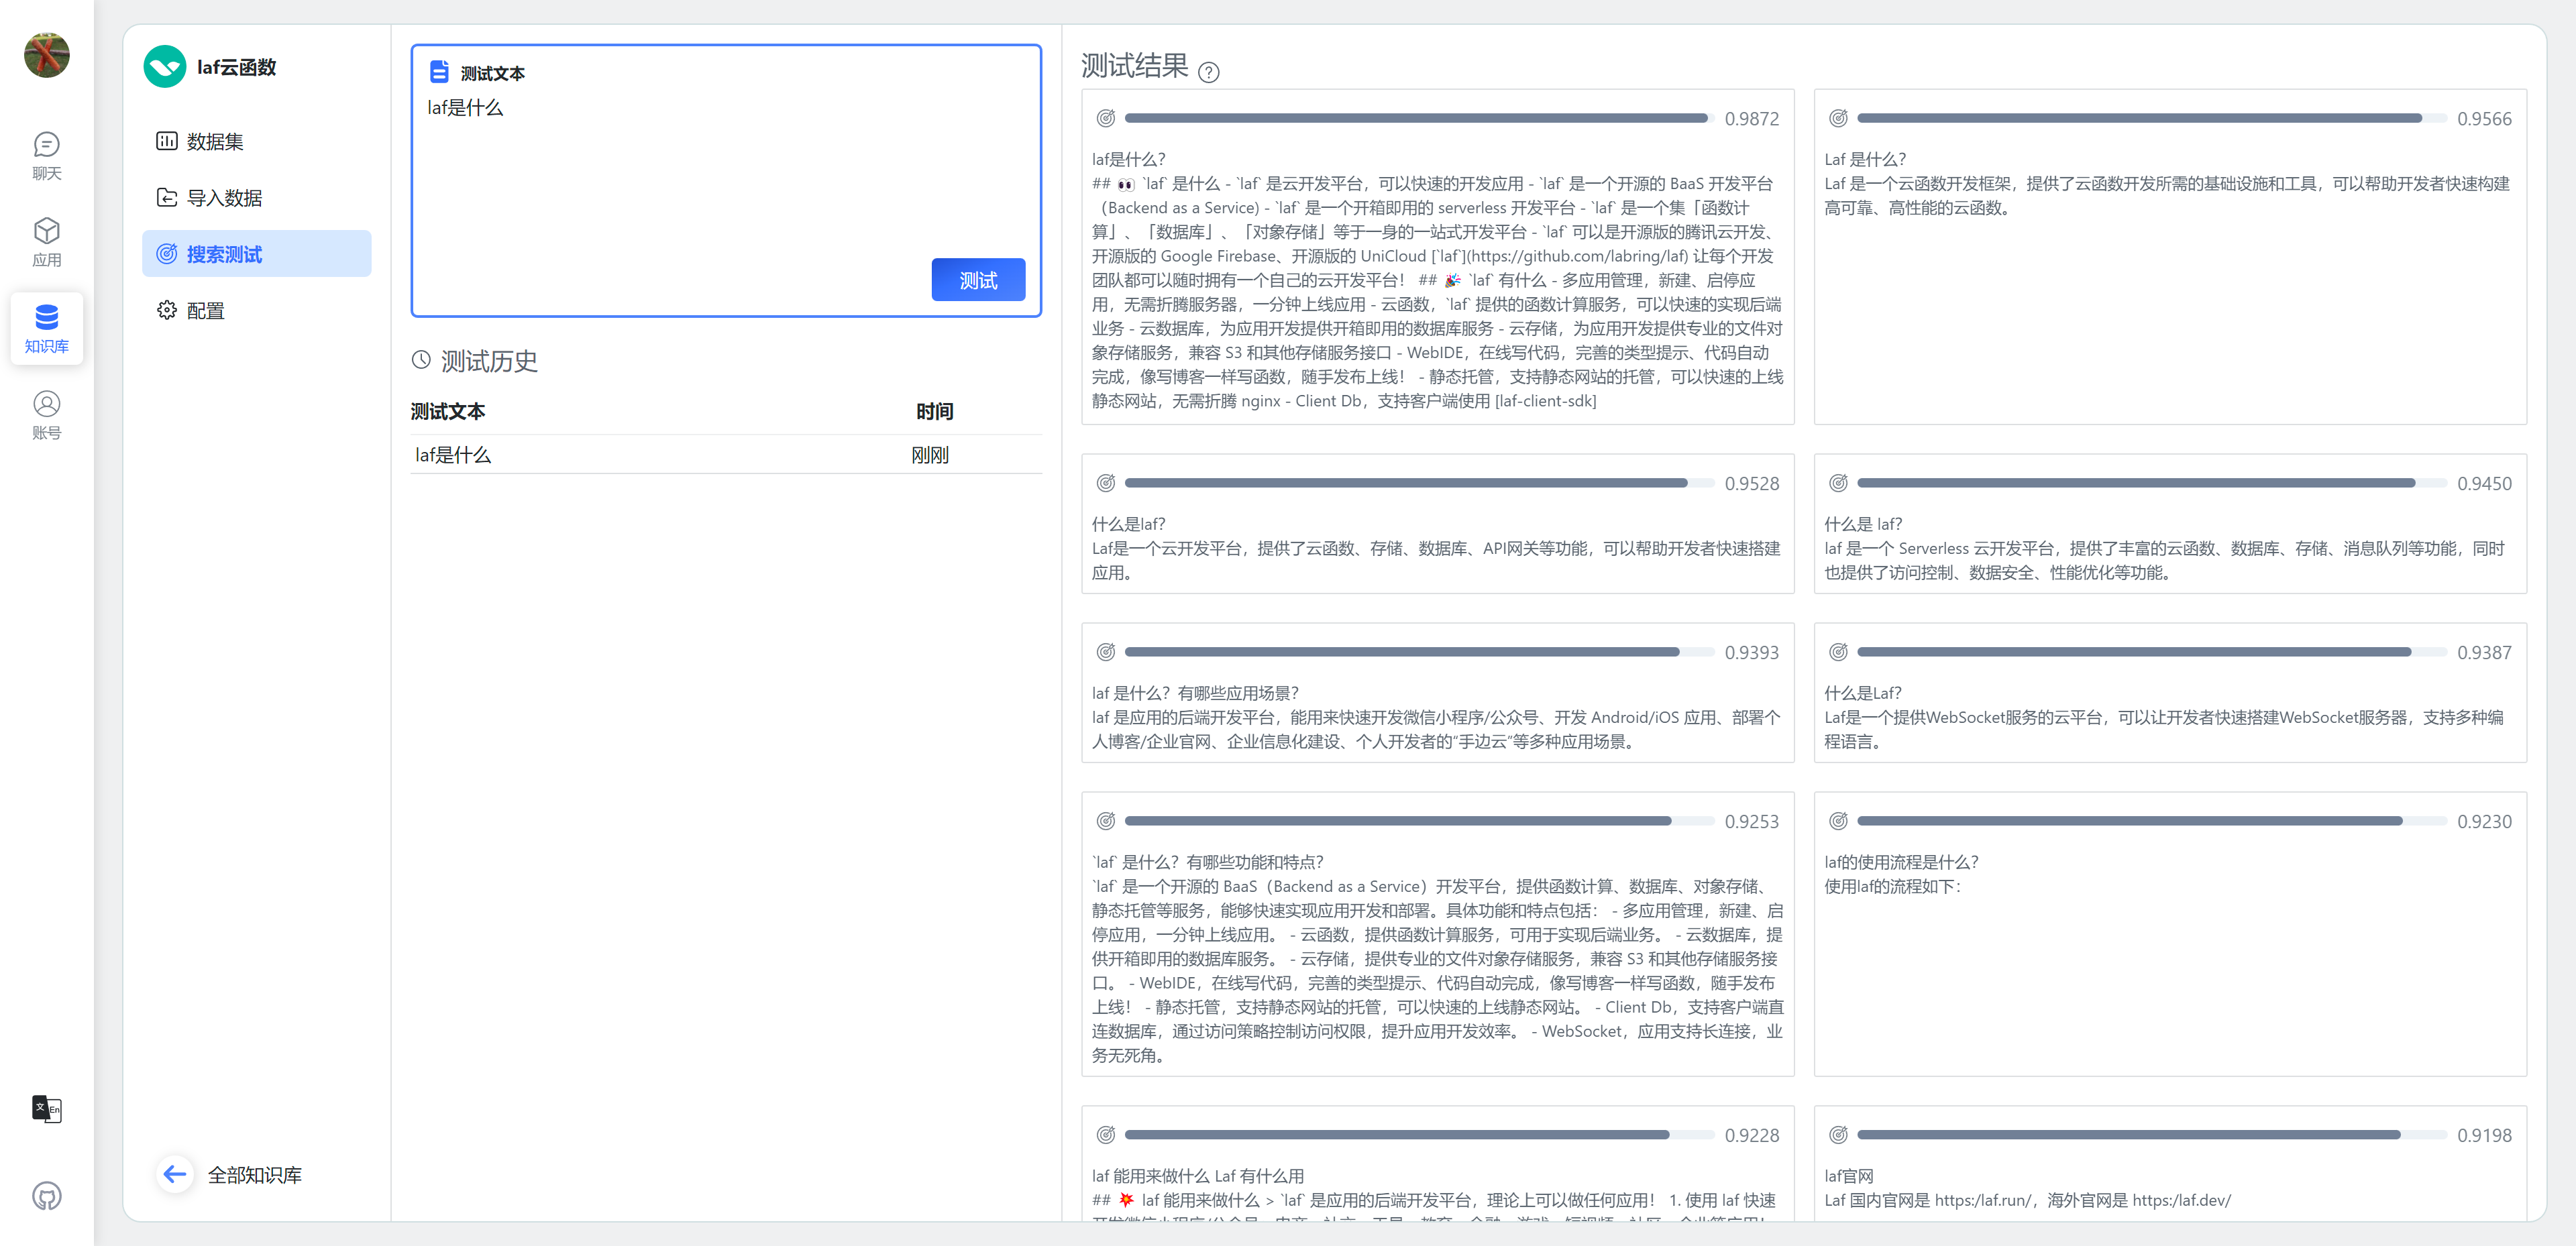 聊天
应用
知识库
账号
文
En
laf云函数
数据集
导入数据
搜索测试
配置
全部知识库
测试文本
laf是什么
测试
测试历史
测试文本 时间
laf是什么 刚刚
测试结果 ?
0.9872
laf是什么？
## 👀 `laf` 是什么 - `laf` 是云开发平台，可以快速的开发应用 - `laf` 是一个开源的 BaaS 开发平台
（Backend as a Service) - `laf` 是一个开箱即用的 serverless 开发平台 - `laf` 是一个集「函数计
算」、「数据库」、「对象存储」等于一身的一站式开发平台 - `laf` 可以是开源版的腾讯云开发、
开源版的 Google Firebase、开源版的 UniCloud [`laf`](https://github.com/labring/laf) 让每个开发
团队都可以随时拥有一个自己的云开发平台！ ## 🎉 `laf` 有什么 - 多应用管理，新建、启停应
用，无需折腾服务器，一分钟上线应用 - 云函数，`laf` 提供的函数计算服务，可以快速的实现后端
业务 - 云数据库，为应用开发提供开箱即用的数据库服务 - 云存储，为应用开发提供专业的文件对
象存储服务，兼容 S3 和其他存储服务接口 - WebIDE，在线写代码，完善的类型提示、代码自动
完成，像写博客一样写函数，随手发布上线！ - 静态托管，支持静态网站的托管，可以快速的上线
静态网站，无需折腾 nginx - Client Db，支持客户端使用 [laf-client-sdk]
0.9566
Laf 是什么？
Laf 是一个云函数开发框架，提供了云函数开发所需的基础设施和工具，可以帮助开发者快速构建
高可靠、高性能的云函数。
0.9528
什么是laf？
Laf是一个云开发平台，提供了云函数、存储、数据库、API网关等功能，可以帮助开发者快速搭建
应用。
0.9450
什么是 laf？
laf 是一个 Serverless 云开发平台，提供了丰富的云函数、数据库、存储、消息队列等功能，同时
也提供了访问控制、数据安全、性能优化等功能。
0.9393
laf 是什么？有哪些应用场景？
laf 是应用的后端开发平台，能用来快速开发微信小程序/公众号、开发 Android/iOS 应用、部署个
人博客/企业官网、企业信息化建设、个人开发者的“手边云”等多种应用场景。
0.9387
什么是Laf？
Laf是一个提供WebSocket服务的云平台，可以让开发者快速搭建WebSocket服务器，支持多种编
程语言。
0.9253
`laf` 是什么？有哪些功能和特点？
`laf` 是一个开源的 BaaS（Backend as a Service）开发平台，提供函数计算、数据库、对象存储、
静态托管等服务，能够快速实现应用开发和部署。具体功能和特点包括： - 多应用管理，新建、启
停应用，一分钟上线应用。 - 云函数，提供函数计算服务，可用于实现后端业务。 - 云数据库，提
供开箱即用的数据库服务。 - 云存储，提供专业的文件对象存储服务，兼容 S3 和其他存储服务接
口。 - WebIDE，在线写代码，完善的类型提示、代码自动完成，像写博客一样写函数，随手发布
上线！ - 静态托管，支持静态网站的托管，可以快速的上线静态网站。 - Client Db，支持客户端直
连数据库，通过访问策略控制访问权限，提升应用开发效率。 - WebSocket，应用支持长连接，业
务无死角。
0.9230
laf的使用流程是什么？
使用laf的流程如下：
0.9228
laf 能用来做什么 Laf 有什么用
## 💥 laf 能用来做什么 > `laf` 是应用的后端开发平台，理论上可以做任何应用！ 1. 使用 laf 快速
开发微信小程序/公众号
0.9198
laf官网
Laf 国内官网是 https:/laf.run/，海外官网是 https:/laf.dev/